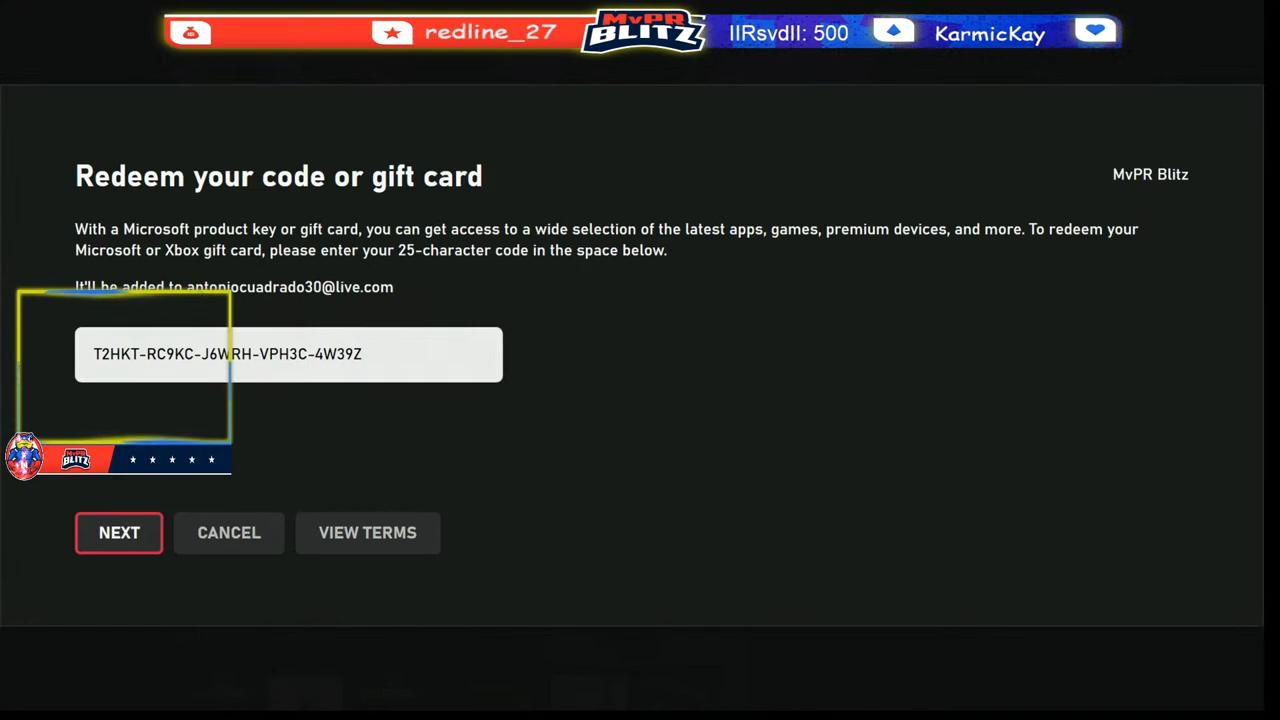 redline_27
MvPR
BLITZ
IIRsvdII: 500
KarmicKay
Redeem your code or gift card
MvPR Blitz
With a Microsoft product key or gift card, you can get access to a wide selection of the latest apps, games, premium devices, and more. To redeem your
Microsoft or Xbox gift card, please enter your 25-character code in the space below.
It'll be added to antoniocuadrado30@live.com
T2HKT-RC9KC-J6WRH-VPH3C-4W39Z
MvPR
BLITZ
NEXT
CANCEL
VIEW TERMS